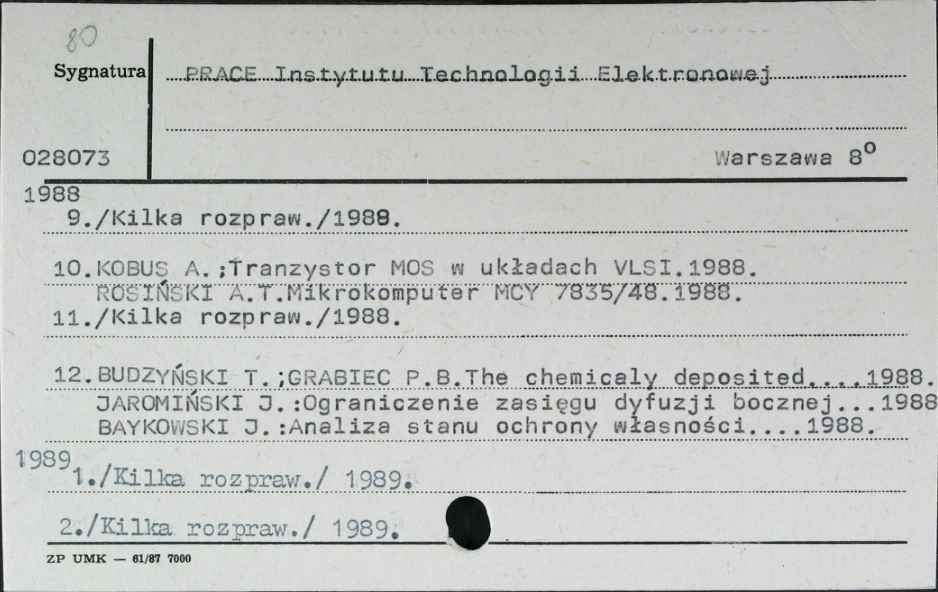 80
Sygnatura PRACE Instytutu Technologii Elektronowej
028073 Warszawa 8º
1988
9./Kilka rozpraw./1988.
10.KOBUS A.;Tranzystor MOS w układach VLSI.1988.
ROSIŃSKI A.T.Mikrokomputer MCY 7835/48.1988.
11./Kilka rozpraw./1988.
12.BUDZYŃSKI T.;GRABIEC P.B.The chemicaly deposited....1988.
JAROMIŃSKI J.:Ograniczenie zasięgu dyfuzji bocznej...1988
BAYKOWSKI J.:Analiza stanu ochrony własności....1988.
1989
1./Kilka rozpraw./ 1989.
2./Kilka rozpraw./ 1989.
ZP UMK — 61/87 7000